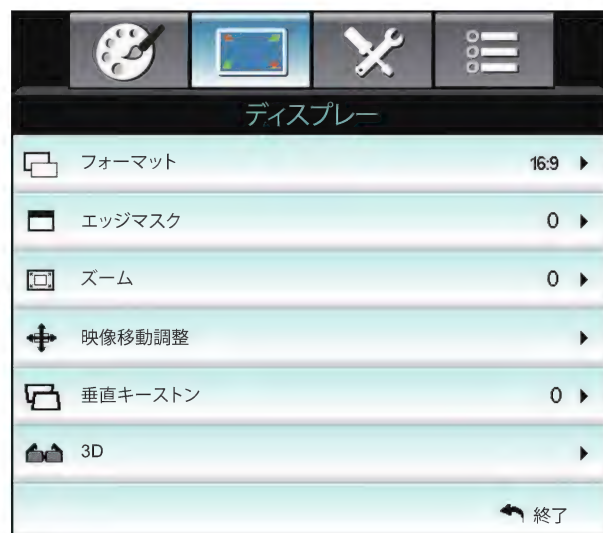 ディスプレー
フォーマット 16:9
エッジマスク 0
ズーム 0
映像移動調整
垂直キーストン 0
3D
終了